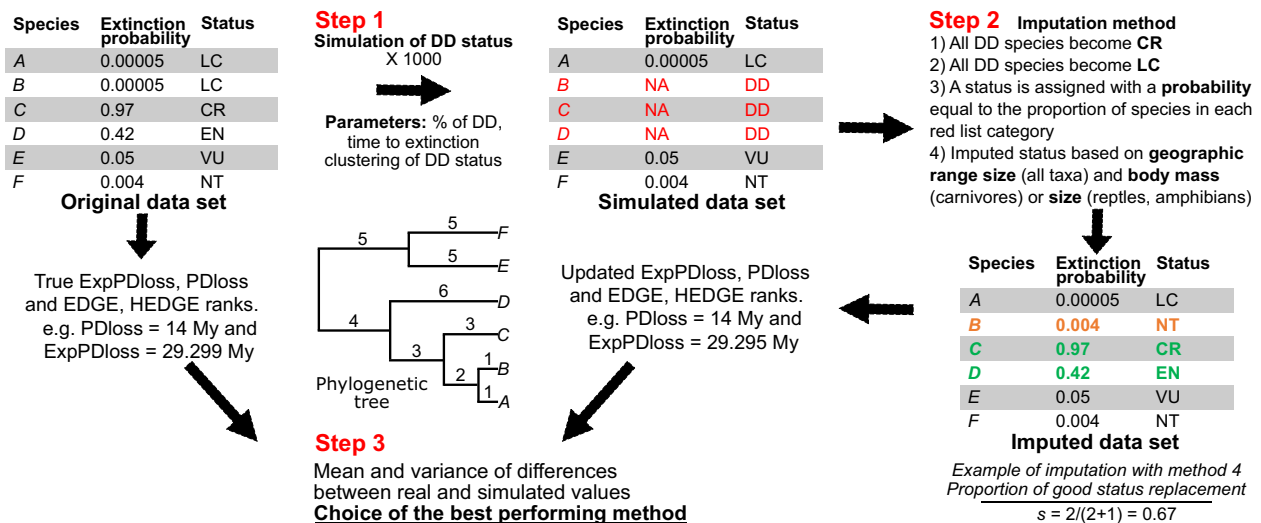 Species Extinction probability Status
A 0.00005 LC
B 0.00005 LC
C 0.97 CR
D 0.42 EN
E 0.05 VU
F 0.004 NT
Original data set
Step 1
Simulation of DD status
X 1000
Parameters: % of DD,
time to extinction
clustering of DD status
Species Extinction probability Status
A 0.00005 LC
B NA DD
C NA DD
D NA DD
E 0.05 VU
F 0.004 NT
Simulated data set
Step 2 Imputation method
1) All DD species become CR
2) All DD species become LC
3) A status is assigned with a probability
equal to the proportion of species in each
red list category
4) Imputed status based on geographic
range size (all taxa) and body mass
(carnivores) or size (reptles, amphibians)
True ExpPDloss, PDloss
and EDGE, HEDGE ranks.
e.g. PDloss = 14 My and
ExpPDloss = 29.299 My
5
5 F
5 E
6 D
4
3 C
3
1 B
2
1 A
Phylogenetic
tree
Updated ExpPDloss, PDloss
and EDGE, HEDGE ranks.
e.g. PDloss = 14 My and
ExpPDloss = 29.295 My
Species Extinction probability Status
A 0.00005 LC
B 0.004 NT
C 0.97 CR
D 0.42 EN
E 0.05 VU
F 0.004 NT
Imputed data set
Example of imputation with method 4
Proportion of good status replacement
s = 2/(2+1) = 0.67
Step 3
Mean and variance of differences
between real and simulated values
Choice of the best performing method